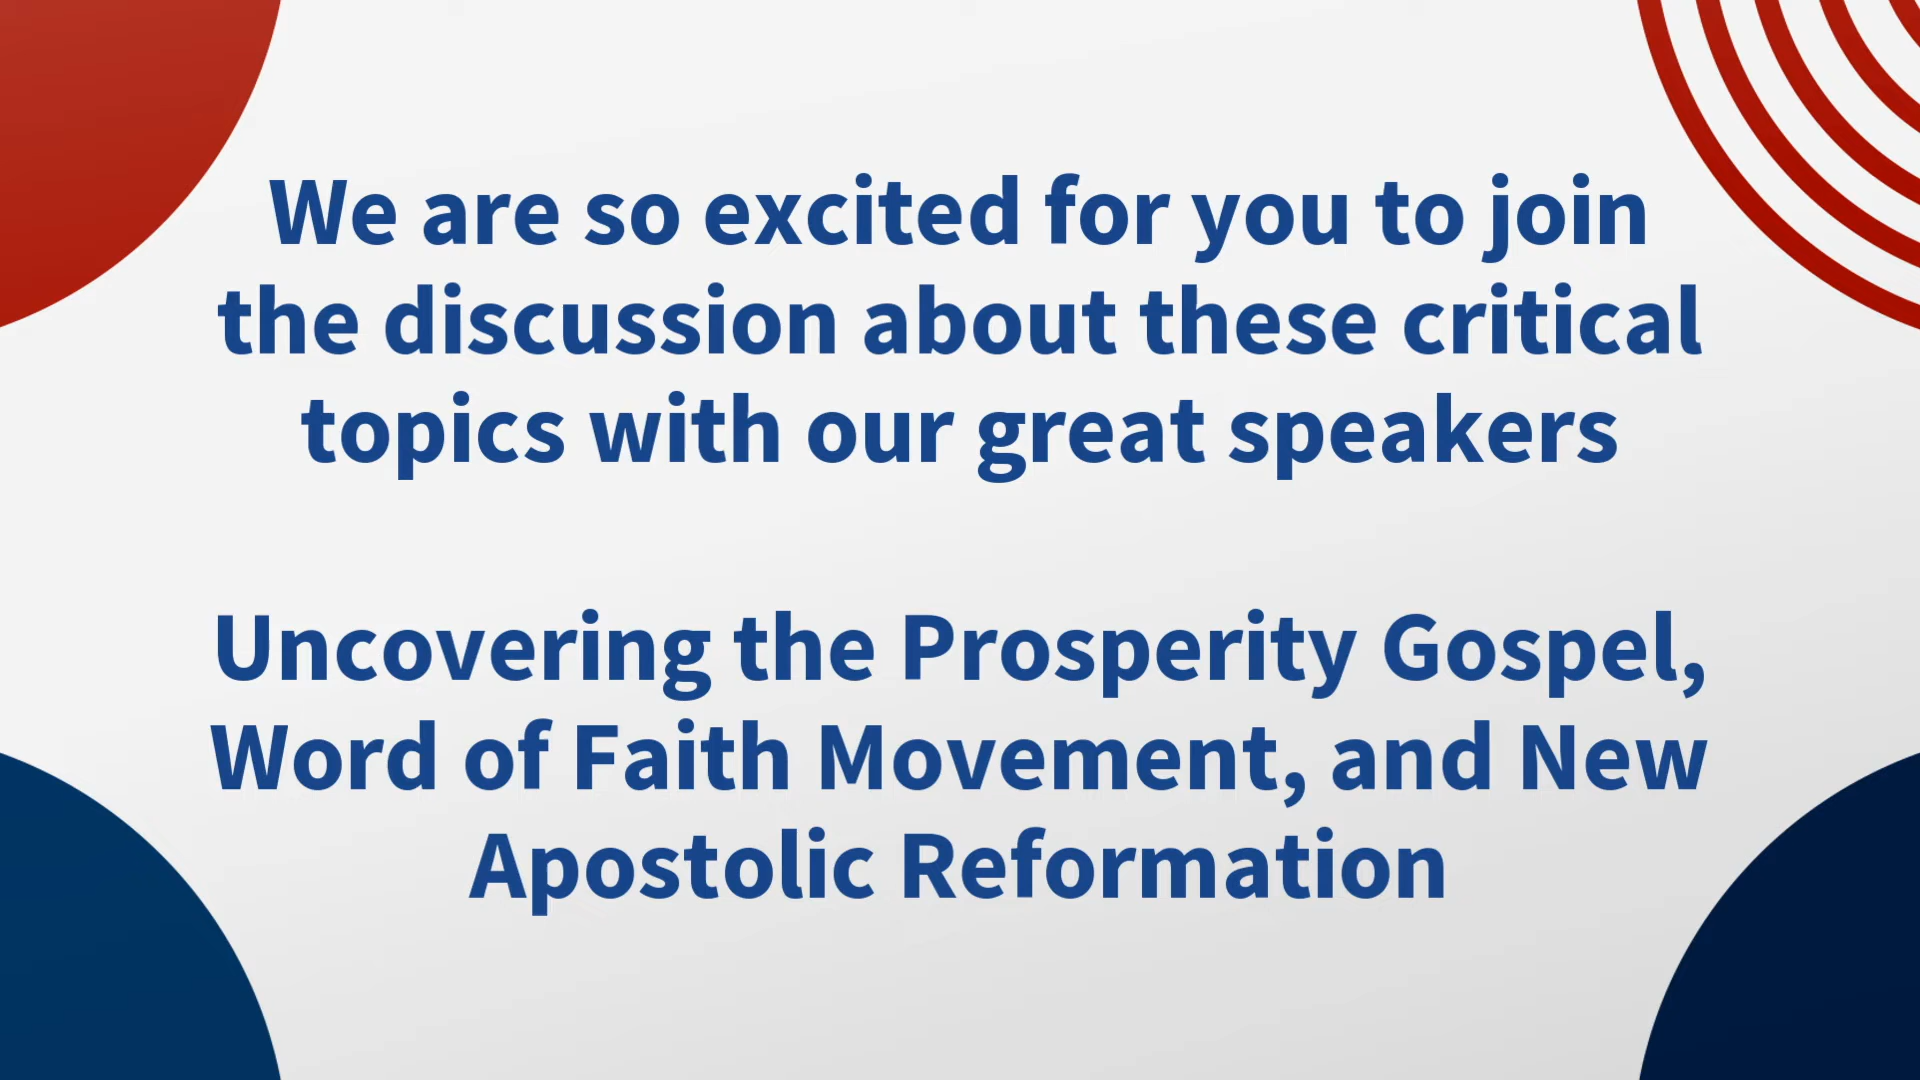 We are so excited for you to join
the discussion about these critical
topics with our great speakers
Uncovering the Prosperity Gospel,
Word of Faith Movement, and New
Apostolic Reformation